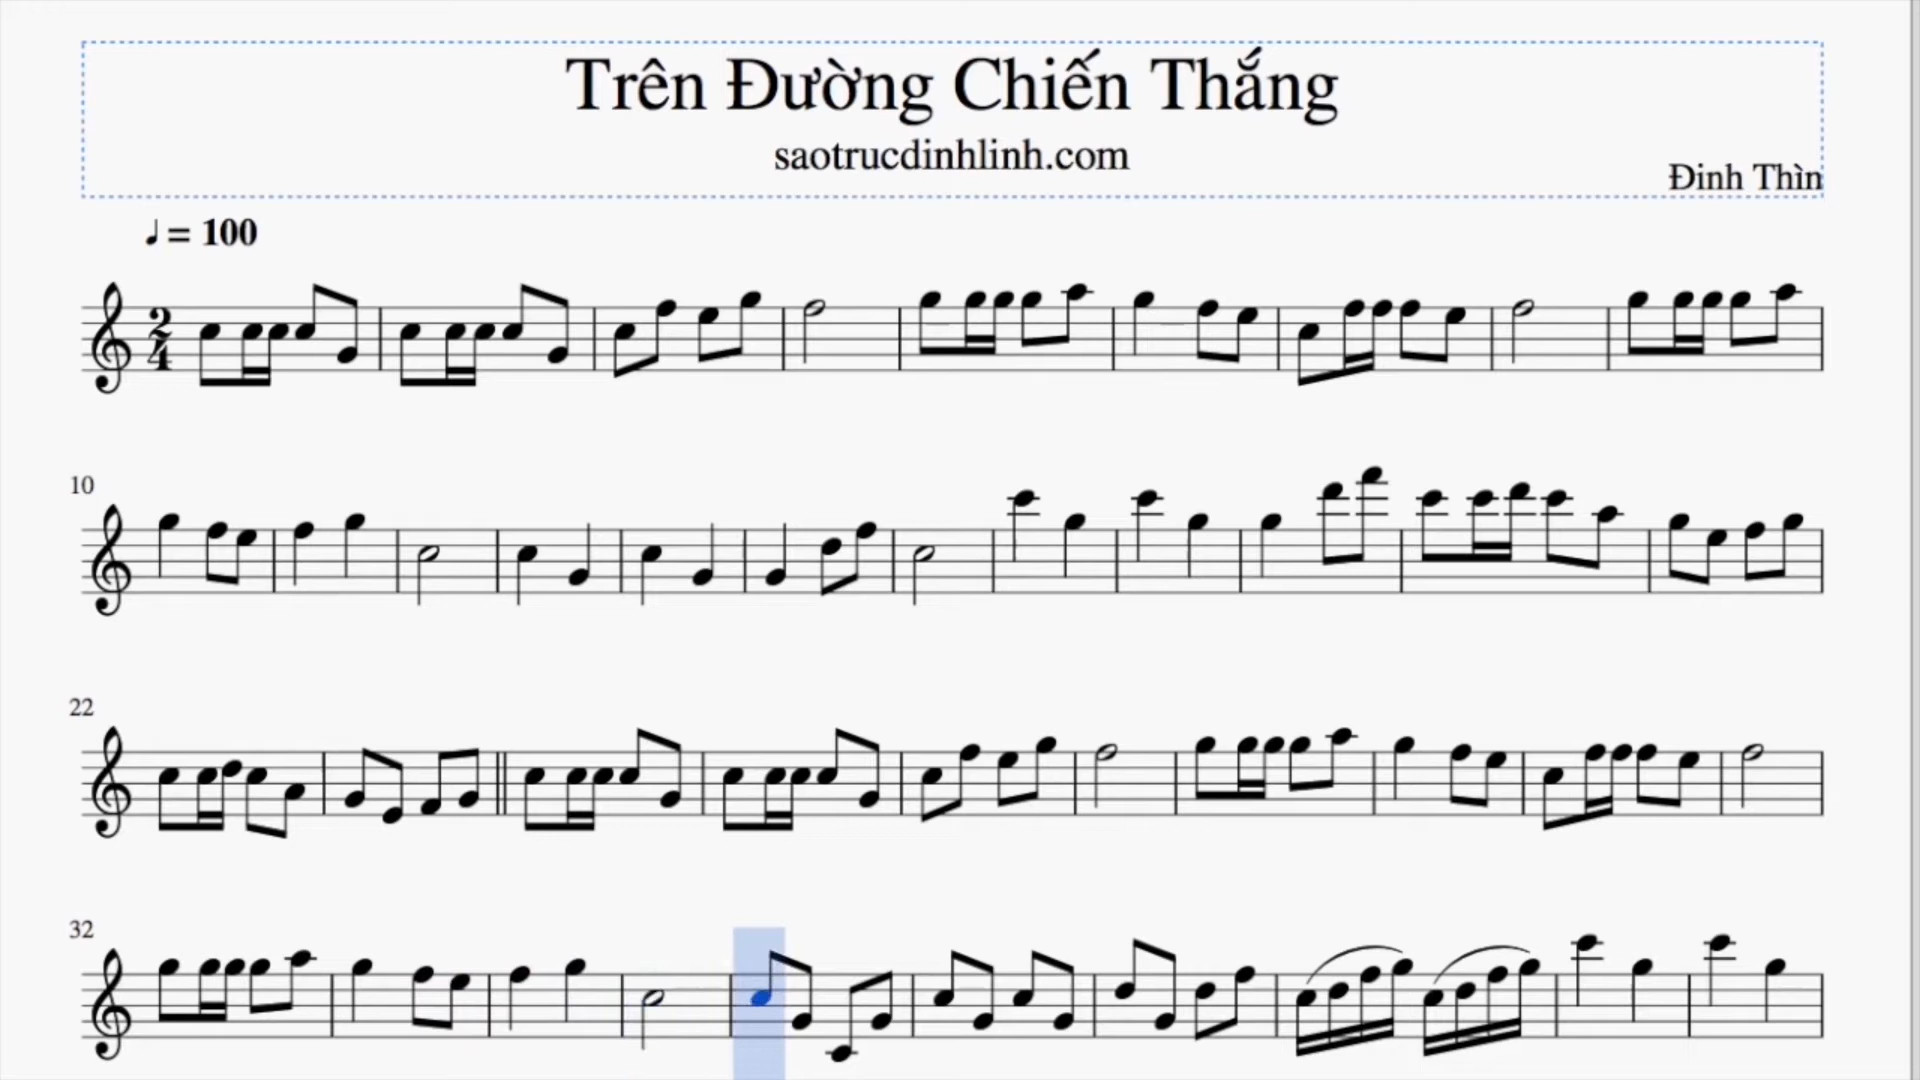 Trên Đường Chiến Thắng
saotrucdinhlinh.com
Đinh Thìn
♩ = 100
2
4
10
22
32